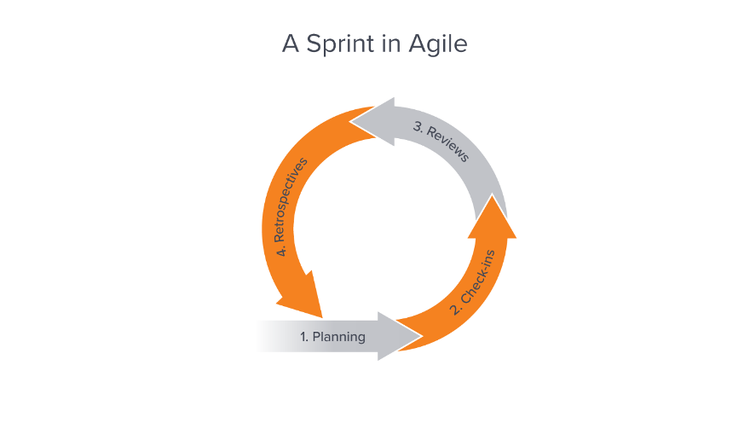 A Sprint in Agile
3. Reviews
4. Retrospectives
2. Check-ins
1. Planning